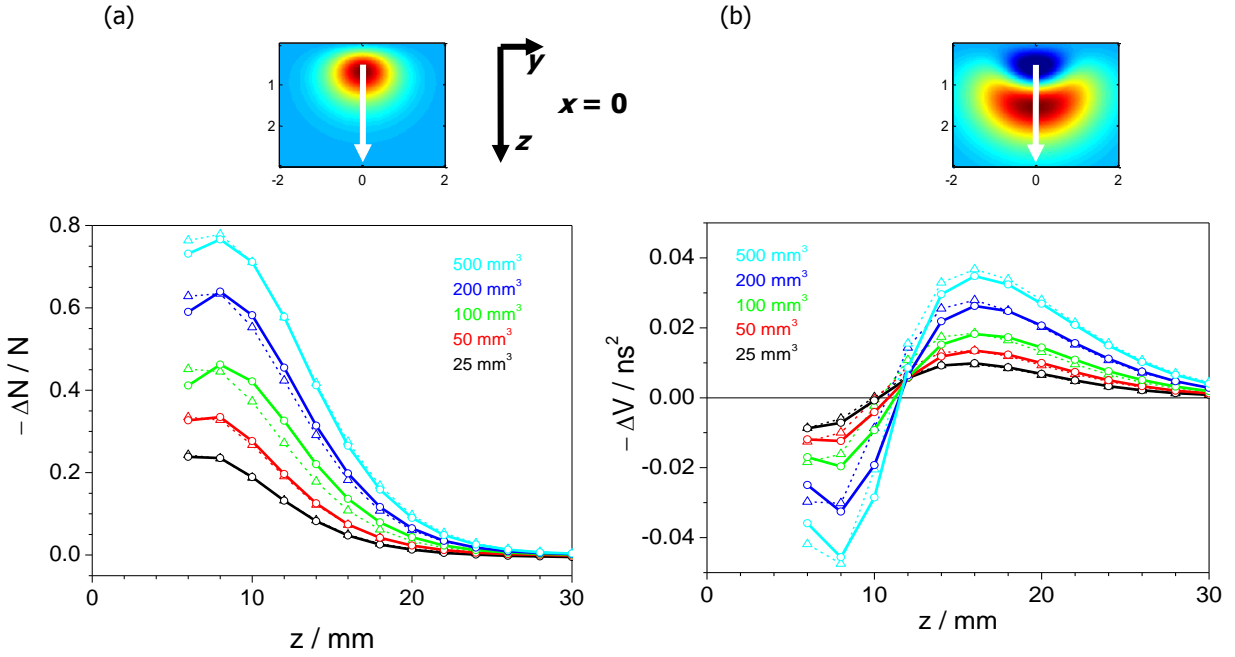 (a)
(b)
y
x = 0
z
1
2
-2
0
2
1
2
-2
0
2
0.8
0.6
0.4
0.2
0.0
− ΔN / N
500 mm³
200 mm³
100 mm³
50 mm³
25 mm³
0
10
20
30
z / mm
0.04
0.02
0.00
-0.02
-0.04
− ΔV / ns²
500 mm³
200 mm³
100 mm³
50 mm³
25 mm³
0
10
20
30
z / mm